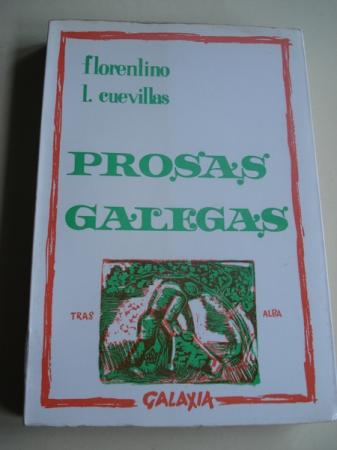 florentino
l. cuevillas
PROSAS
GALEGAS
TRAS ALBA
GALAXIA